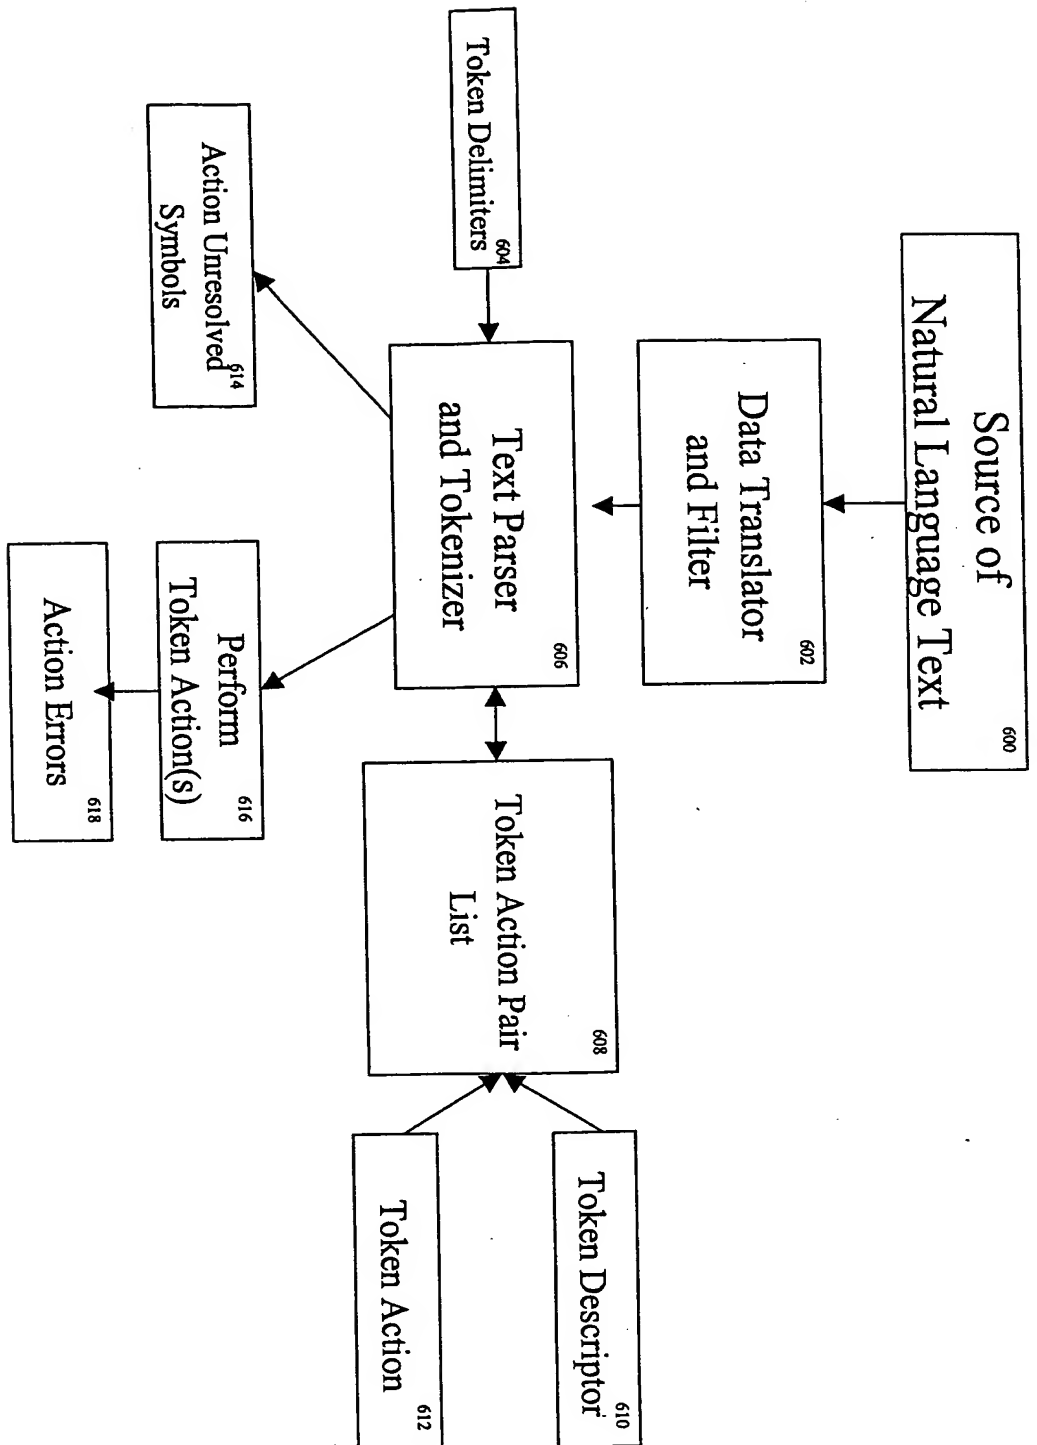 Source of
Natural Language Text
600
Data Translator
and Filter
602
Token Delimiters
604
Text Parser
and Tokenizer
606
Token Action Pair
List
608
Token Descriptor
610
Token Action
612
Action Unresolved
Symbols
614
Perform
Token Action(s)
616
Action Errors
618